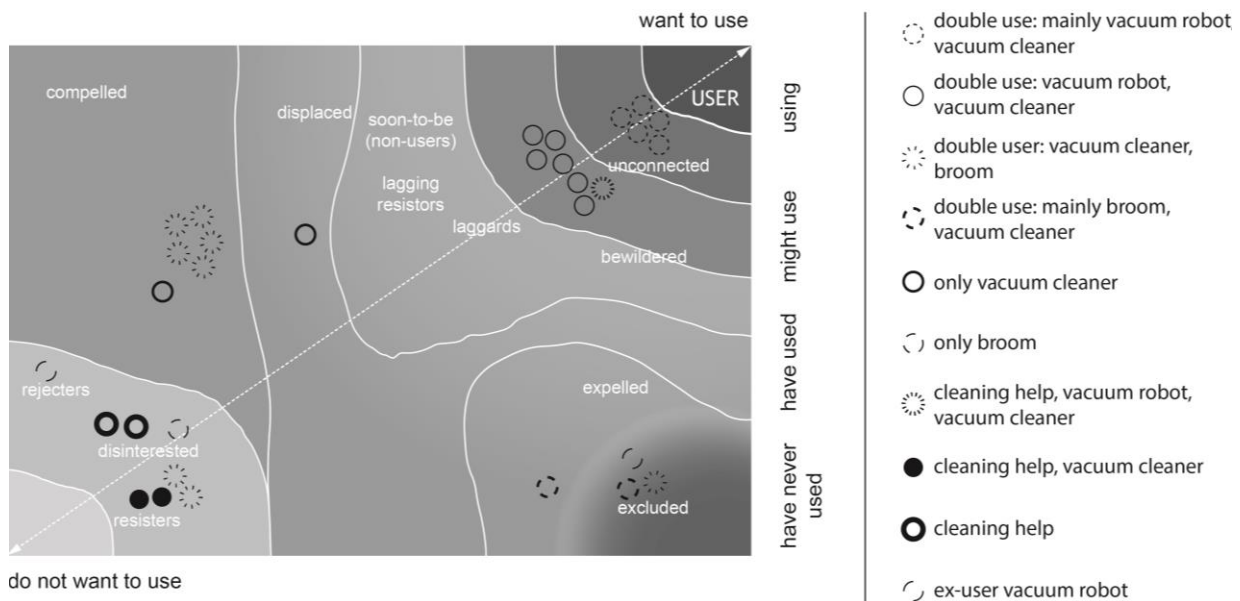 want to use
compelled
displaced
soon-to-be
(non-users)
lagging
resistors
laggards
bewildered
unconnected
USER
rejecters
disinterested
resisters
expelled
excluded
do not want to use
using
might use
have used
have never
used
double use: mainly vacuum robot,
vacuum cleaner
double use: vacuum robot,
vacuum cleaner
double user: vacuum cleaner,
broom
double use: mainly broom,
vacuum cleaner
only vacuum cleaner
only broom
cleaning help, vacuum robot,
vacuum cleaner
cleaning help, vacuum cleaner
cleaning help
ex-user vacuum robot